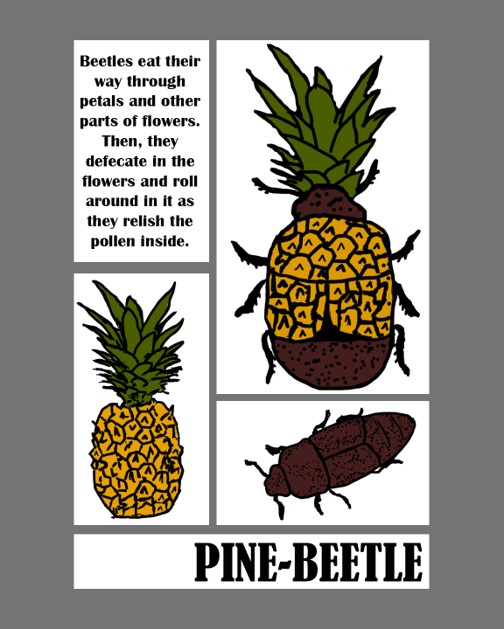 Beetles eat their
way through
petals and other
parts of flowers.
Then, they
defecate in the
flowers and roll
around in it as
they relish the
pollen inside.
PINE-BEETLE